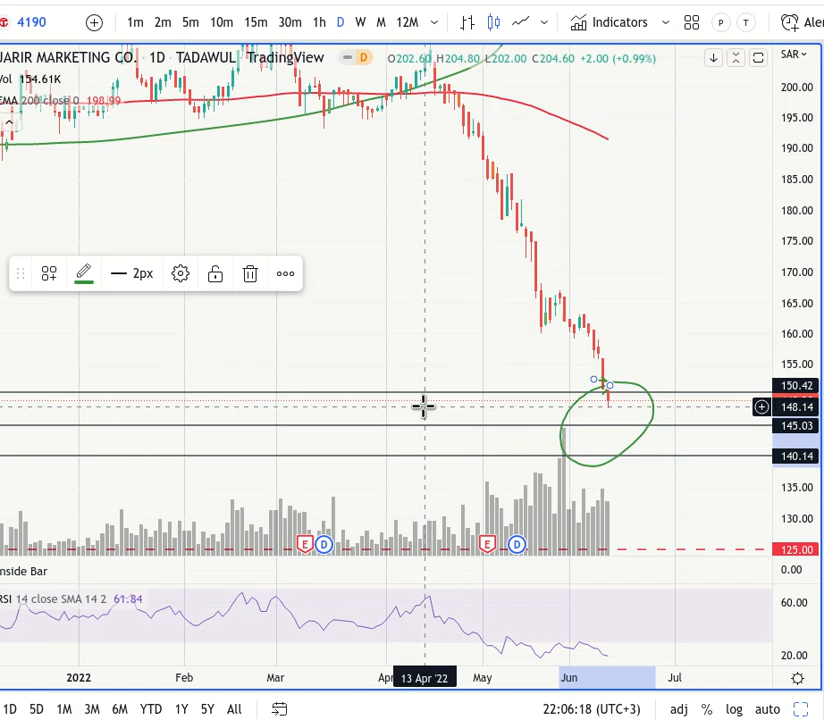 4190 1m 2m 5m 10m 15m 30m 1h D W M 12M Indicators P T Aler
JARIR MARKETING CO. · 1D · TADAWUL TradingView D O202.60 H204.80 L202.00 C204.60 +2.00 (+0.99%) SAR
Vol 154.61K
EMA 200 close 0 198.99
200.00
195.00
190.00
185.00
180.00
175.00
170.00
165.00
160.00
155.00
150.42
148.14
145.03
140.14
135.00
130.00
125.00
0.00
2px
E D E D
nside Bar
RSI 14 close SMA 14 2 61.84
60.00
20.00
2022 Feb Mar Apr 13 Apr '22 May Jun Jul
1D 5D 1M 3M 6M YTD 1Y 5Y All 22:06:18 (UTC+3) adj % log auto